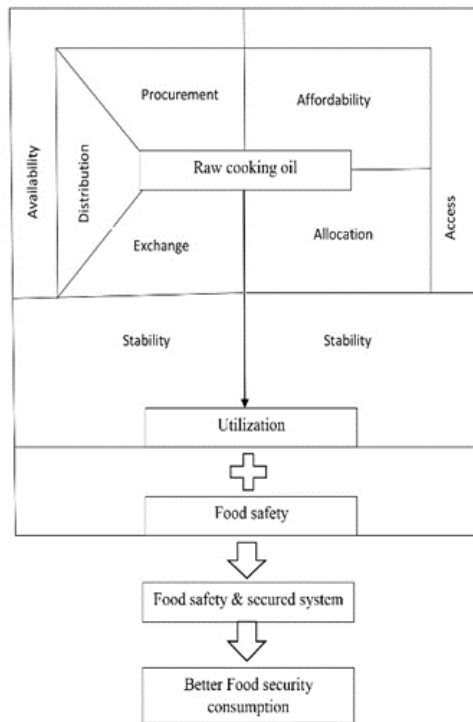 Procurement
Affordability
Availability
Distribution
Raw cooking oil
Access
Exchange
Allocation
Stability
Stability
Utilization
Food safety
Food safety & secured system
Better Food security
consumption